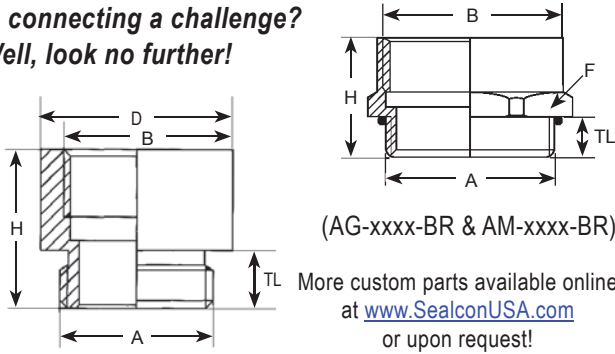 connecting a challenge?
Well, look no further!
D
B
H
TL
A
B
F
H
TL
A
(AG-xxxx-BR & AM-xxxx-BR)
More custom parts available online
at www.SealconUSA.com
or upon request!